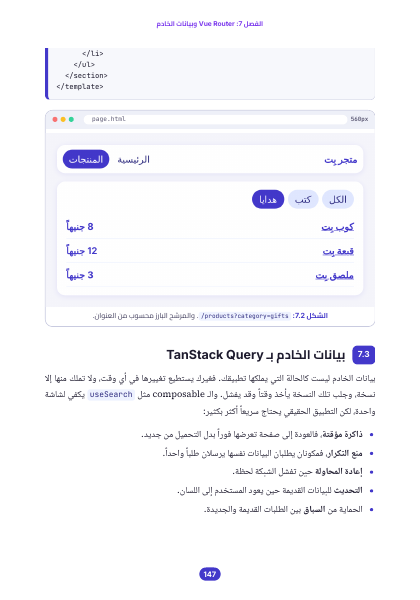 الفصل 7: Vue Router وبيانات الخادم
</li>
</ul>
</section>
</template>
page.html
560px
متجر بِت
الرئيسية
المنتجات
الكل
كتب
هدايا
كوب بِت
8 جنيهاً
قبعة بِت
12 جنيهاً
ملصق بِت
3 جنيهاً
الشكل 7.2: /products?category=gifts . والمرشح البارز محسوب من العنوان.
7.3 بيانات الخادم بـ TanStack Query
بيانات الخادم ليست كالحالة التي يملكها تطبيقك. فغيرك يستطيع تغييرها في أي وقت، ولا تملك منها إلا
نسخة، وجلب تلك النسخة يأخذ وقتاً وقد يفشل. والـ composable مثل useSearch يكفي لشاشة
واحدة، لكن التطبيق الحقيقي يحتاج سريعاً أكثر بكثير:
• ذاكرة مؤقتة، فالعودة إلى صفحة تعرضها فوراً بدل التحميل من جديد.
• منع التكرار، فمكونان يطلبان البيانات نفسها يرسلان طلباً واحداً.
• إعادة المحاولة حين تفشل الشبكة لحظة.
• التحديث للبيانات القديمة حين يعود المستخدم إلى اللسان.
• الحماية من السباق بين الطلبات القديمة والجديدة.
147